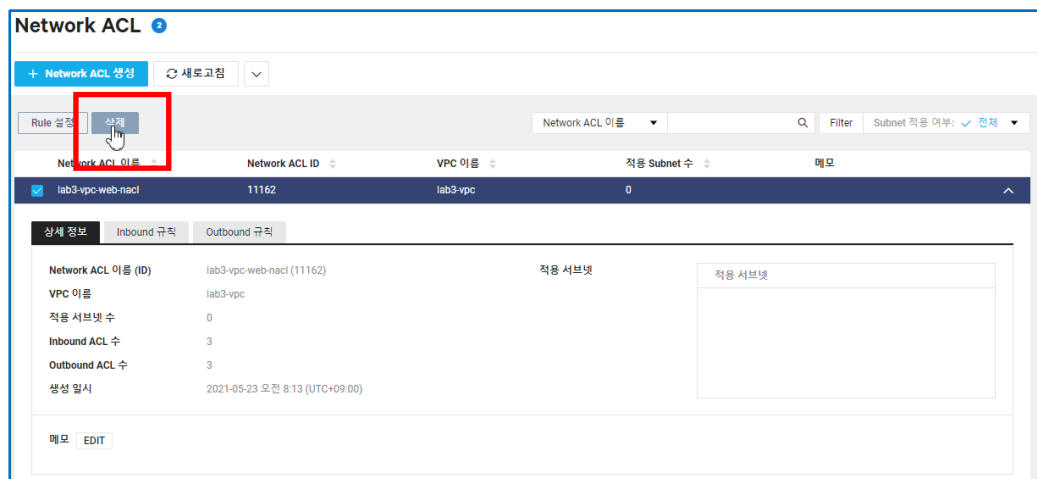 Network ACL 2
+ Network ACL 생성 새로고침
Rule 설정 삭제 Network ACL 이름 Filter Subnet 적용 여부: ✓ 전체
Network ACL 이름 Network ACL ID VPC 이름 적용 Subnet 수 메모
lab3-vpc-web-nacl 11162 lab3-vpc 0
상세 정보 Inbound 규칙 Outbound 규칙
Network ACL 이름 (ID) lab3-vpc-web-nacl (11162) 적용 서브넷 적용 서브넷
VPC 이름 lab3-vpc
적용 서브넷 수 0
Inbound ACL 수 3
Outbound ACL 수 3
생성 일시 2021-05-23 오전 8:13 (UTC+09:00)
메모 EDIT